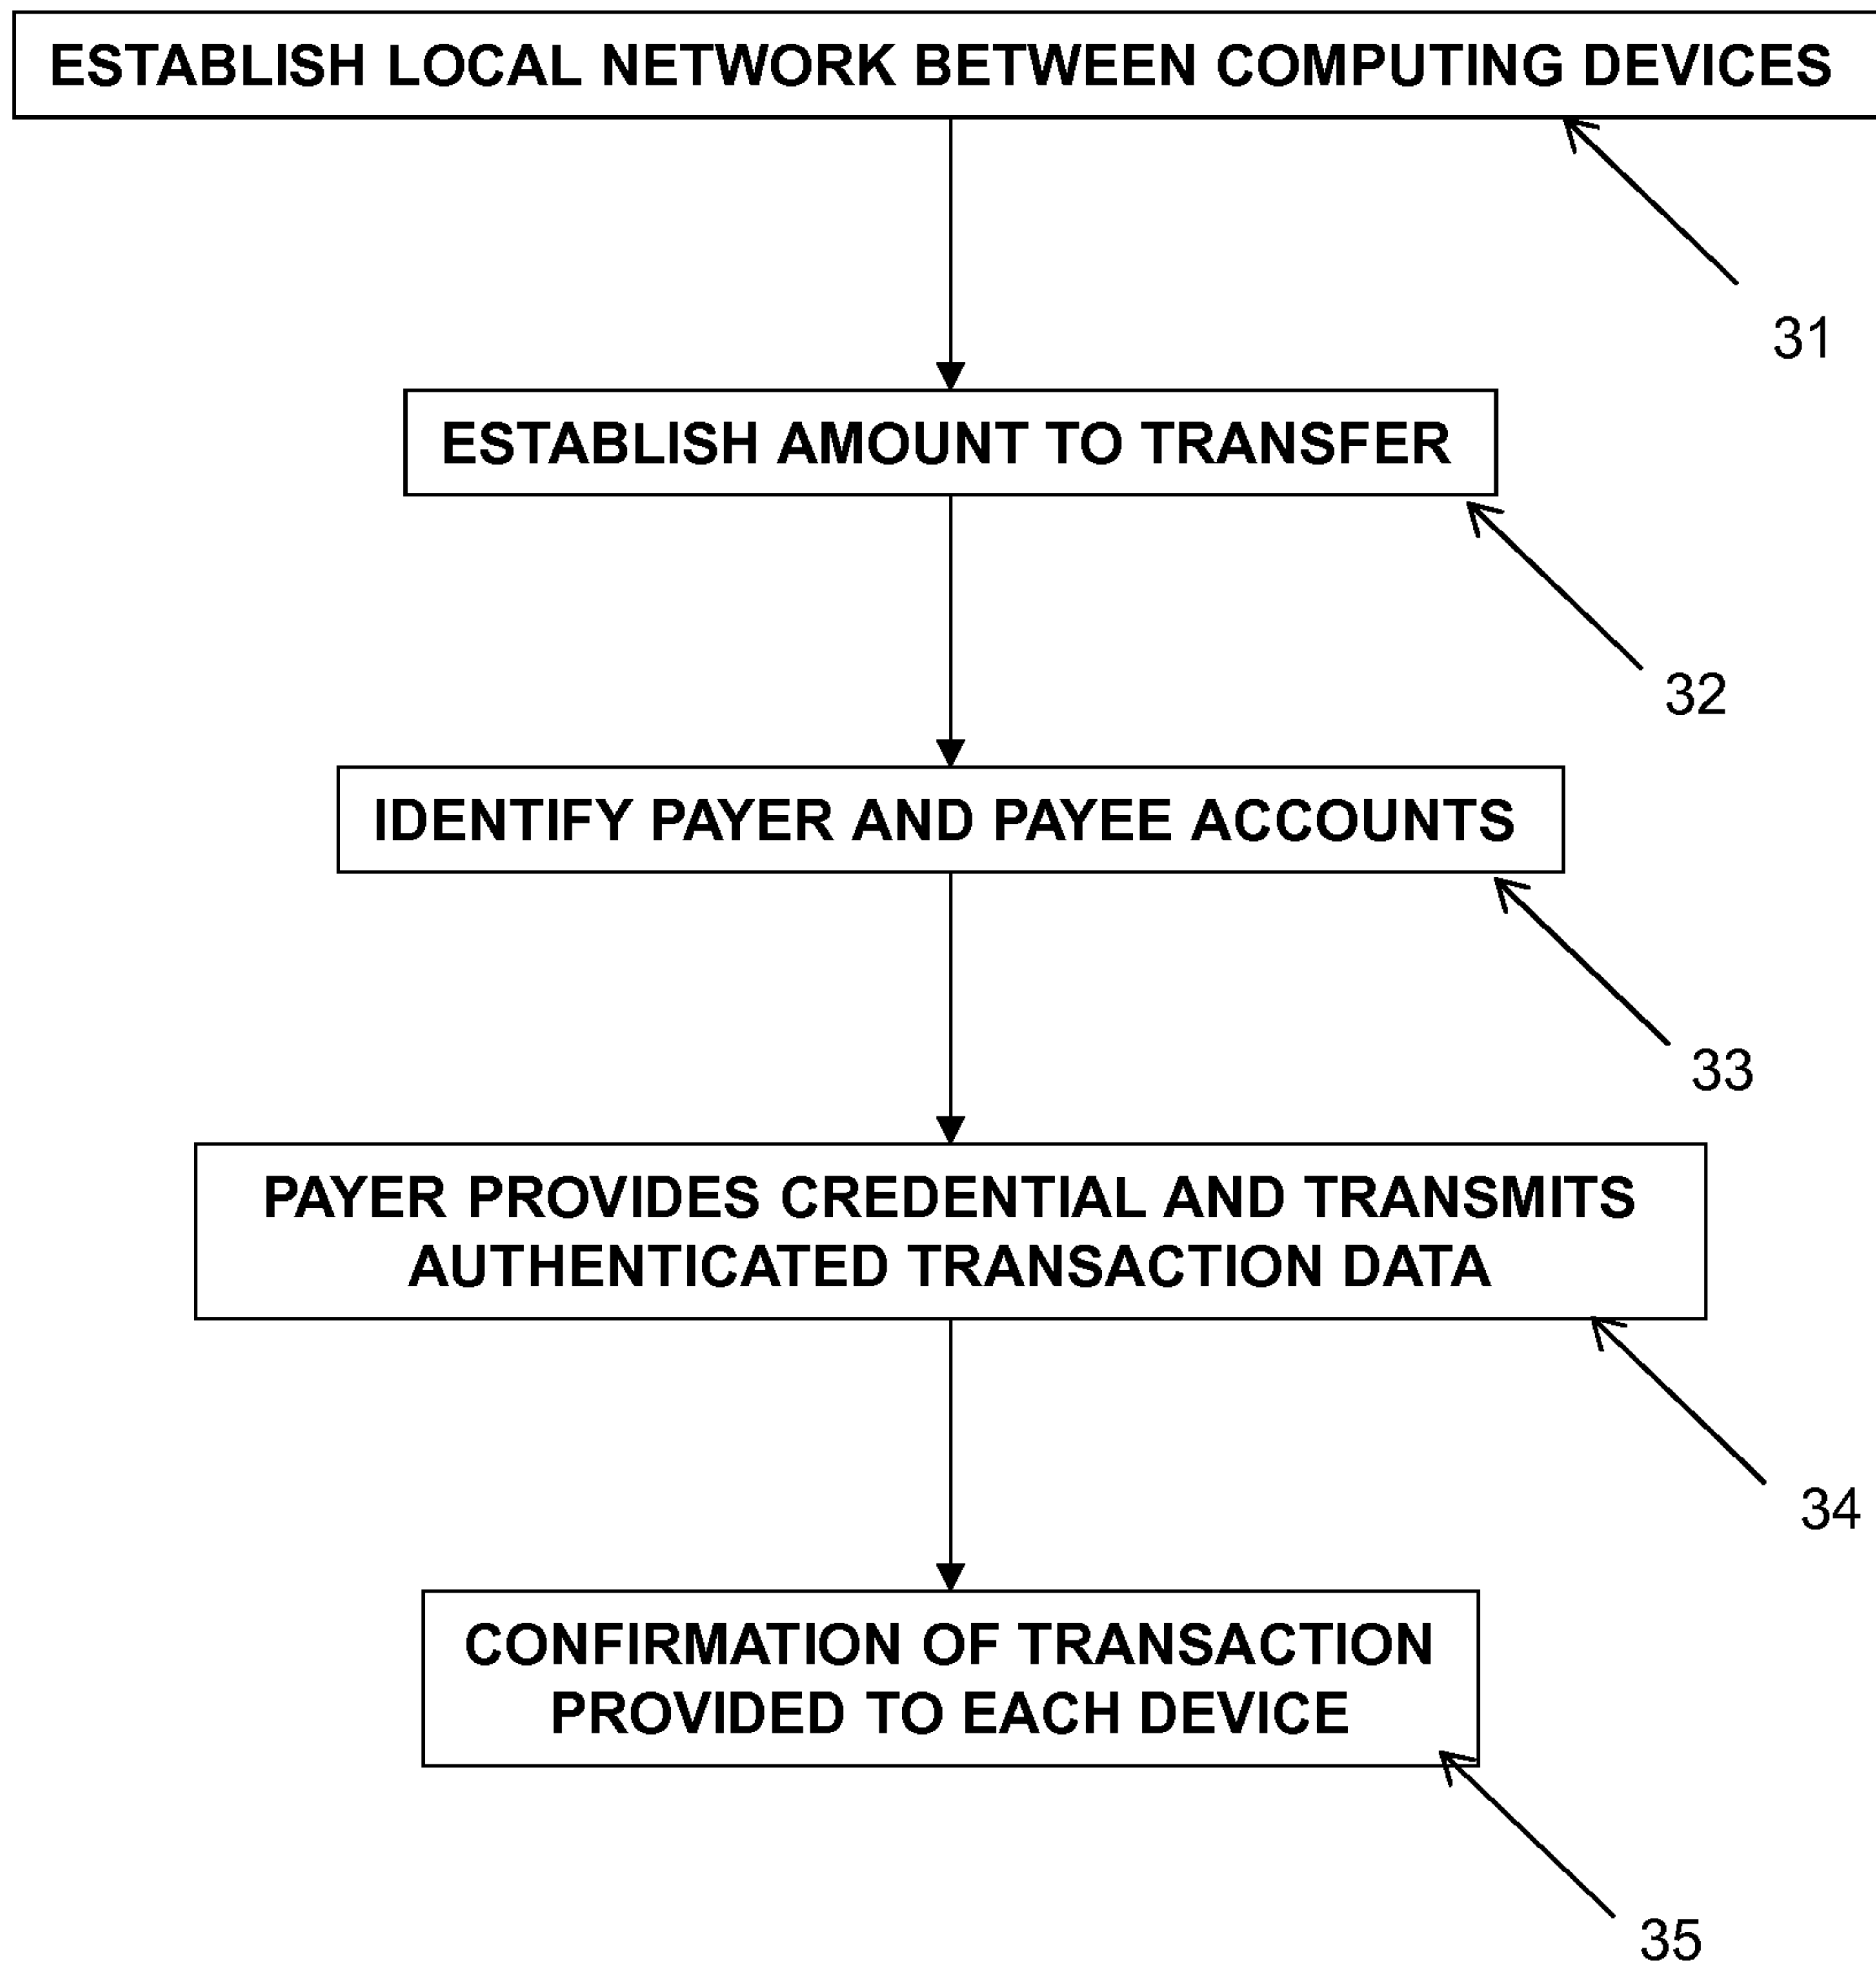 ESTABLISH LOCAL NETWORK BETWEEN COMPUTING DEVICES
31
ESTABLISH AMOUNT TO TRANSFER
32
IDENTIFY PAYER AND PAYEE ACCOUNTS
33
PAYER PROVIDES CREDENTIAL AND TRANSMITS
AUTHENTICATED TRANSACTION DATA
34
CONFIRMATION OF TRANSACTION
PROVIDED TO EACH DEVICE
35